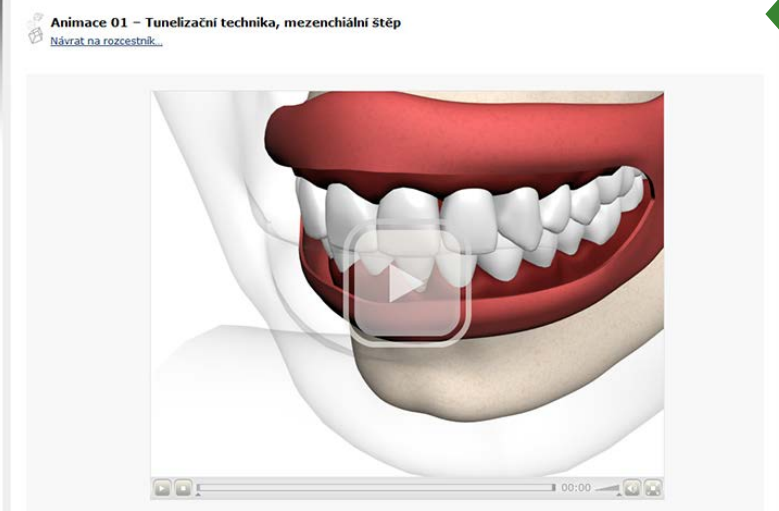 Animace 01 – Tunelizační technika, mezenchiální štěp
Návrat na rozcestník...
00:00